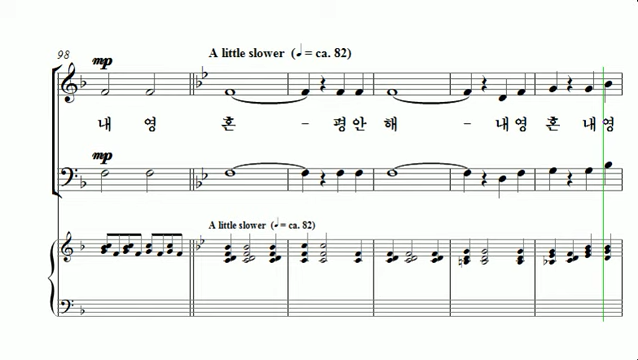 98
mp
A little slower (♩= ca. 82)
내 영 혼 - 평 안 해 - 내 영 혼 내 영
mp
A little slower (♩= ca. 82)